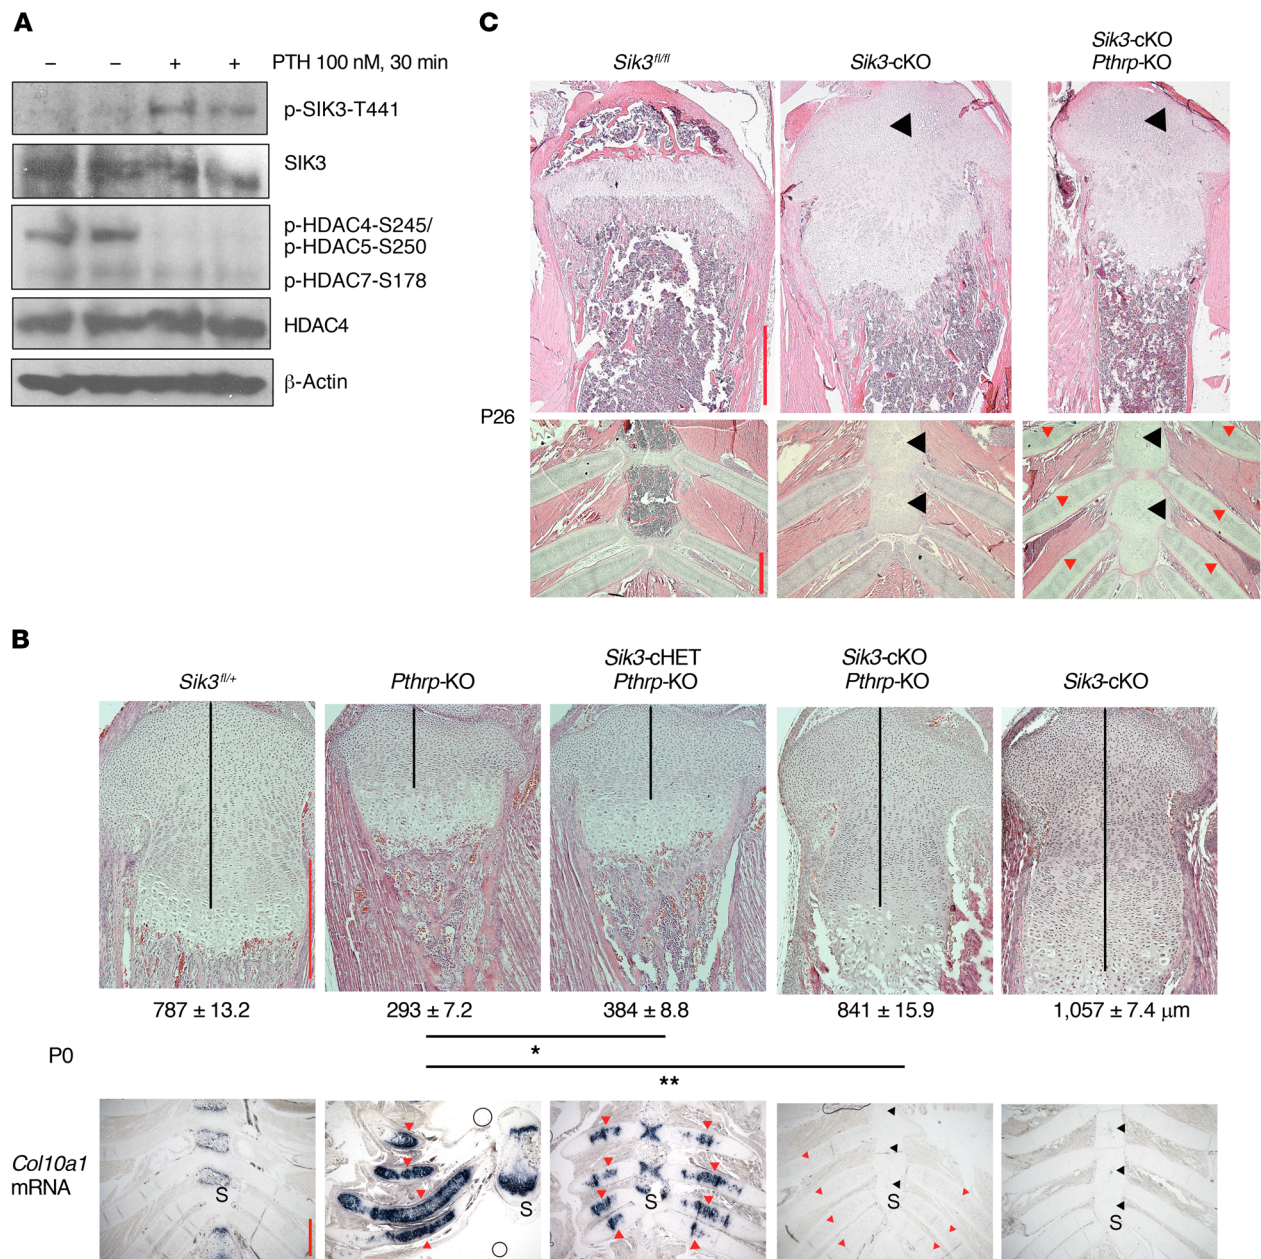 A
− − + + PTH 100 nM, 30 min
p-SIK3-T441
SIK3
p-HDAC4-S245/
p-HDAC5-S250
p-HDAC7-S178
HDAC4
β-Actin
C
Sik3fl/fl
Sik3-cKO
Sik3-cKO
Pthrp-KO
P26
B
Sik3fl/+
Pthrp-KO
Sik3-cHET
Pthrp-KO
Sik3-cKO
Pthrp-KO
Sik3-cKO
787 ± 13.2
293 ± 7.2
384 ± 8.8
841 ± 15.9
1,057 ± 7.4 μm
P0
*
**
Col10a1
mRNA
S
S
S
S
S